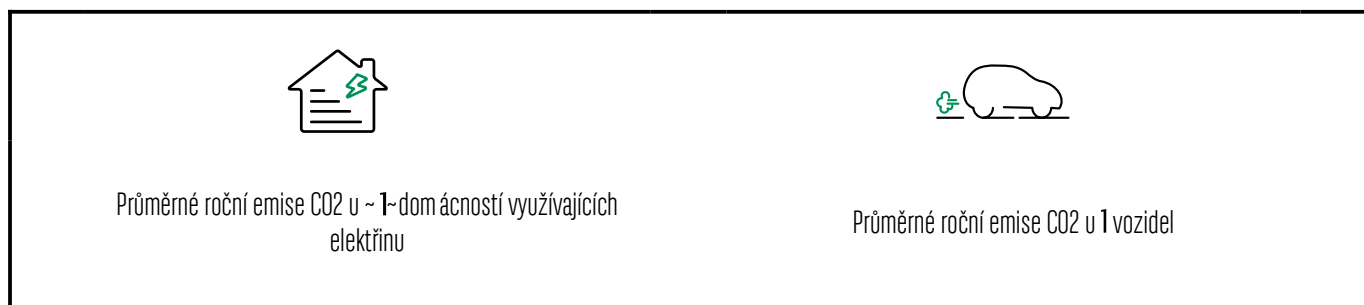 Průměrné roční emise CO2 u ~ 1~dom ácností využívajících
elektřinu
Průměrné roční emise CO2 u 1 vozidel